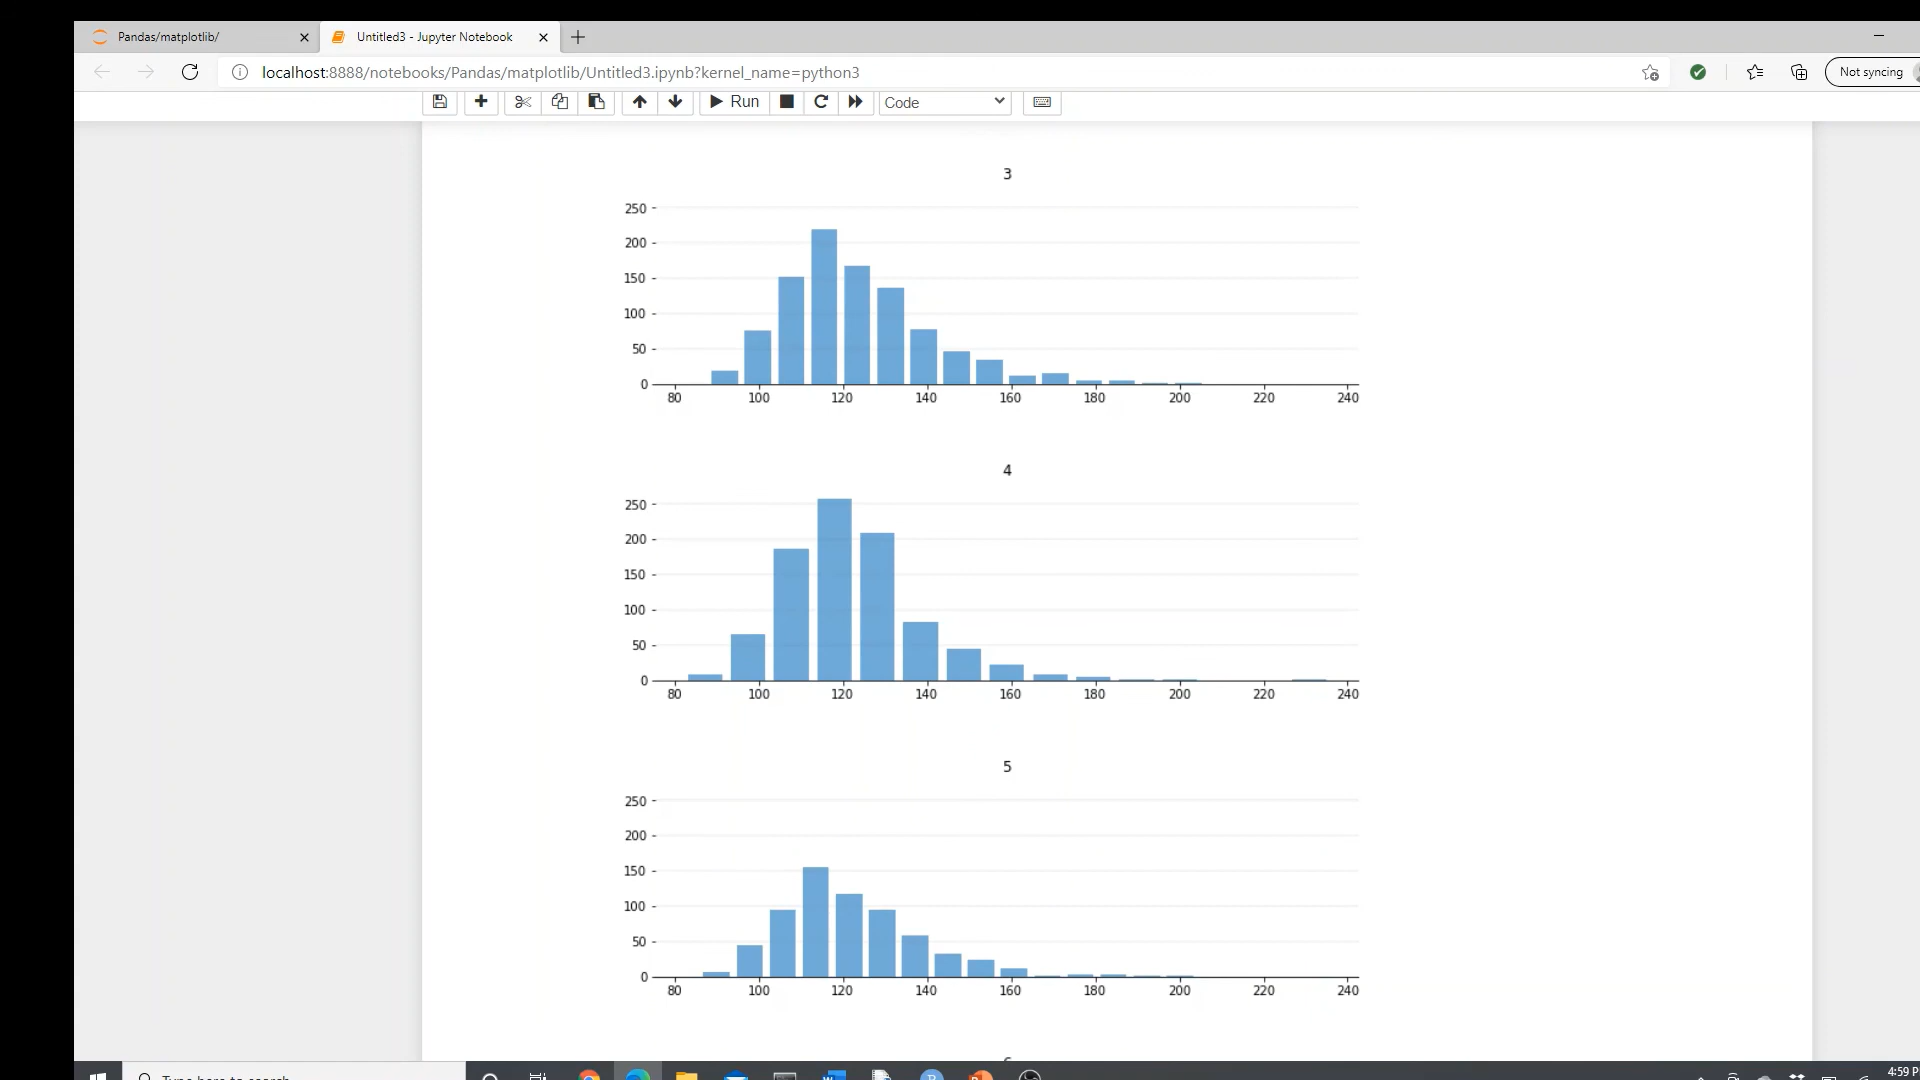 Pandas/matplotlib/
Untitled3 - Jupyter Notebook
localhost:8888/notebooks/Pandas/matplotlib/Untitled3.ipynb?kernel_name=python3
Not syncing
Run
Code
3
250
200
150
100
50
0
80 100 120 140 160 180 200 220 240
4
250
200
150
100
50
0
80 100 120 140 160 180 200 220 240
5
250
200
150
100
50
0
80 100 120 140 160 180 200 220 240
Type here to search
4:59 P